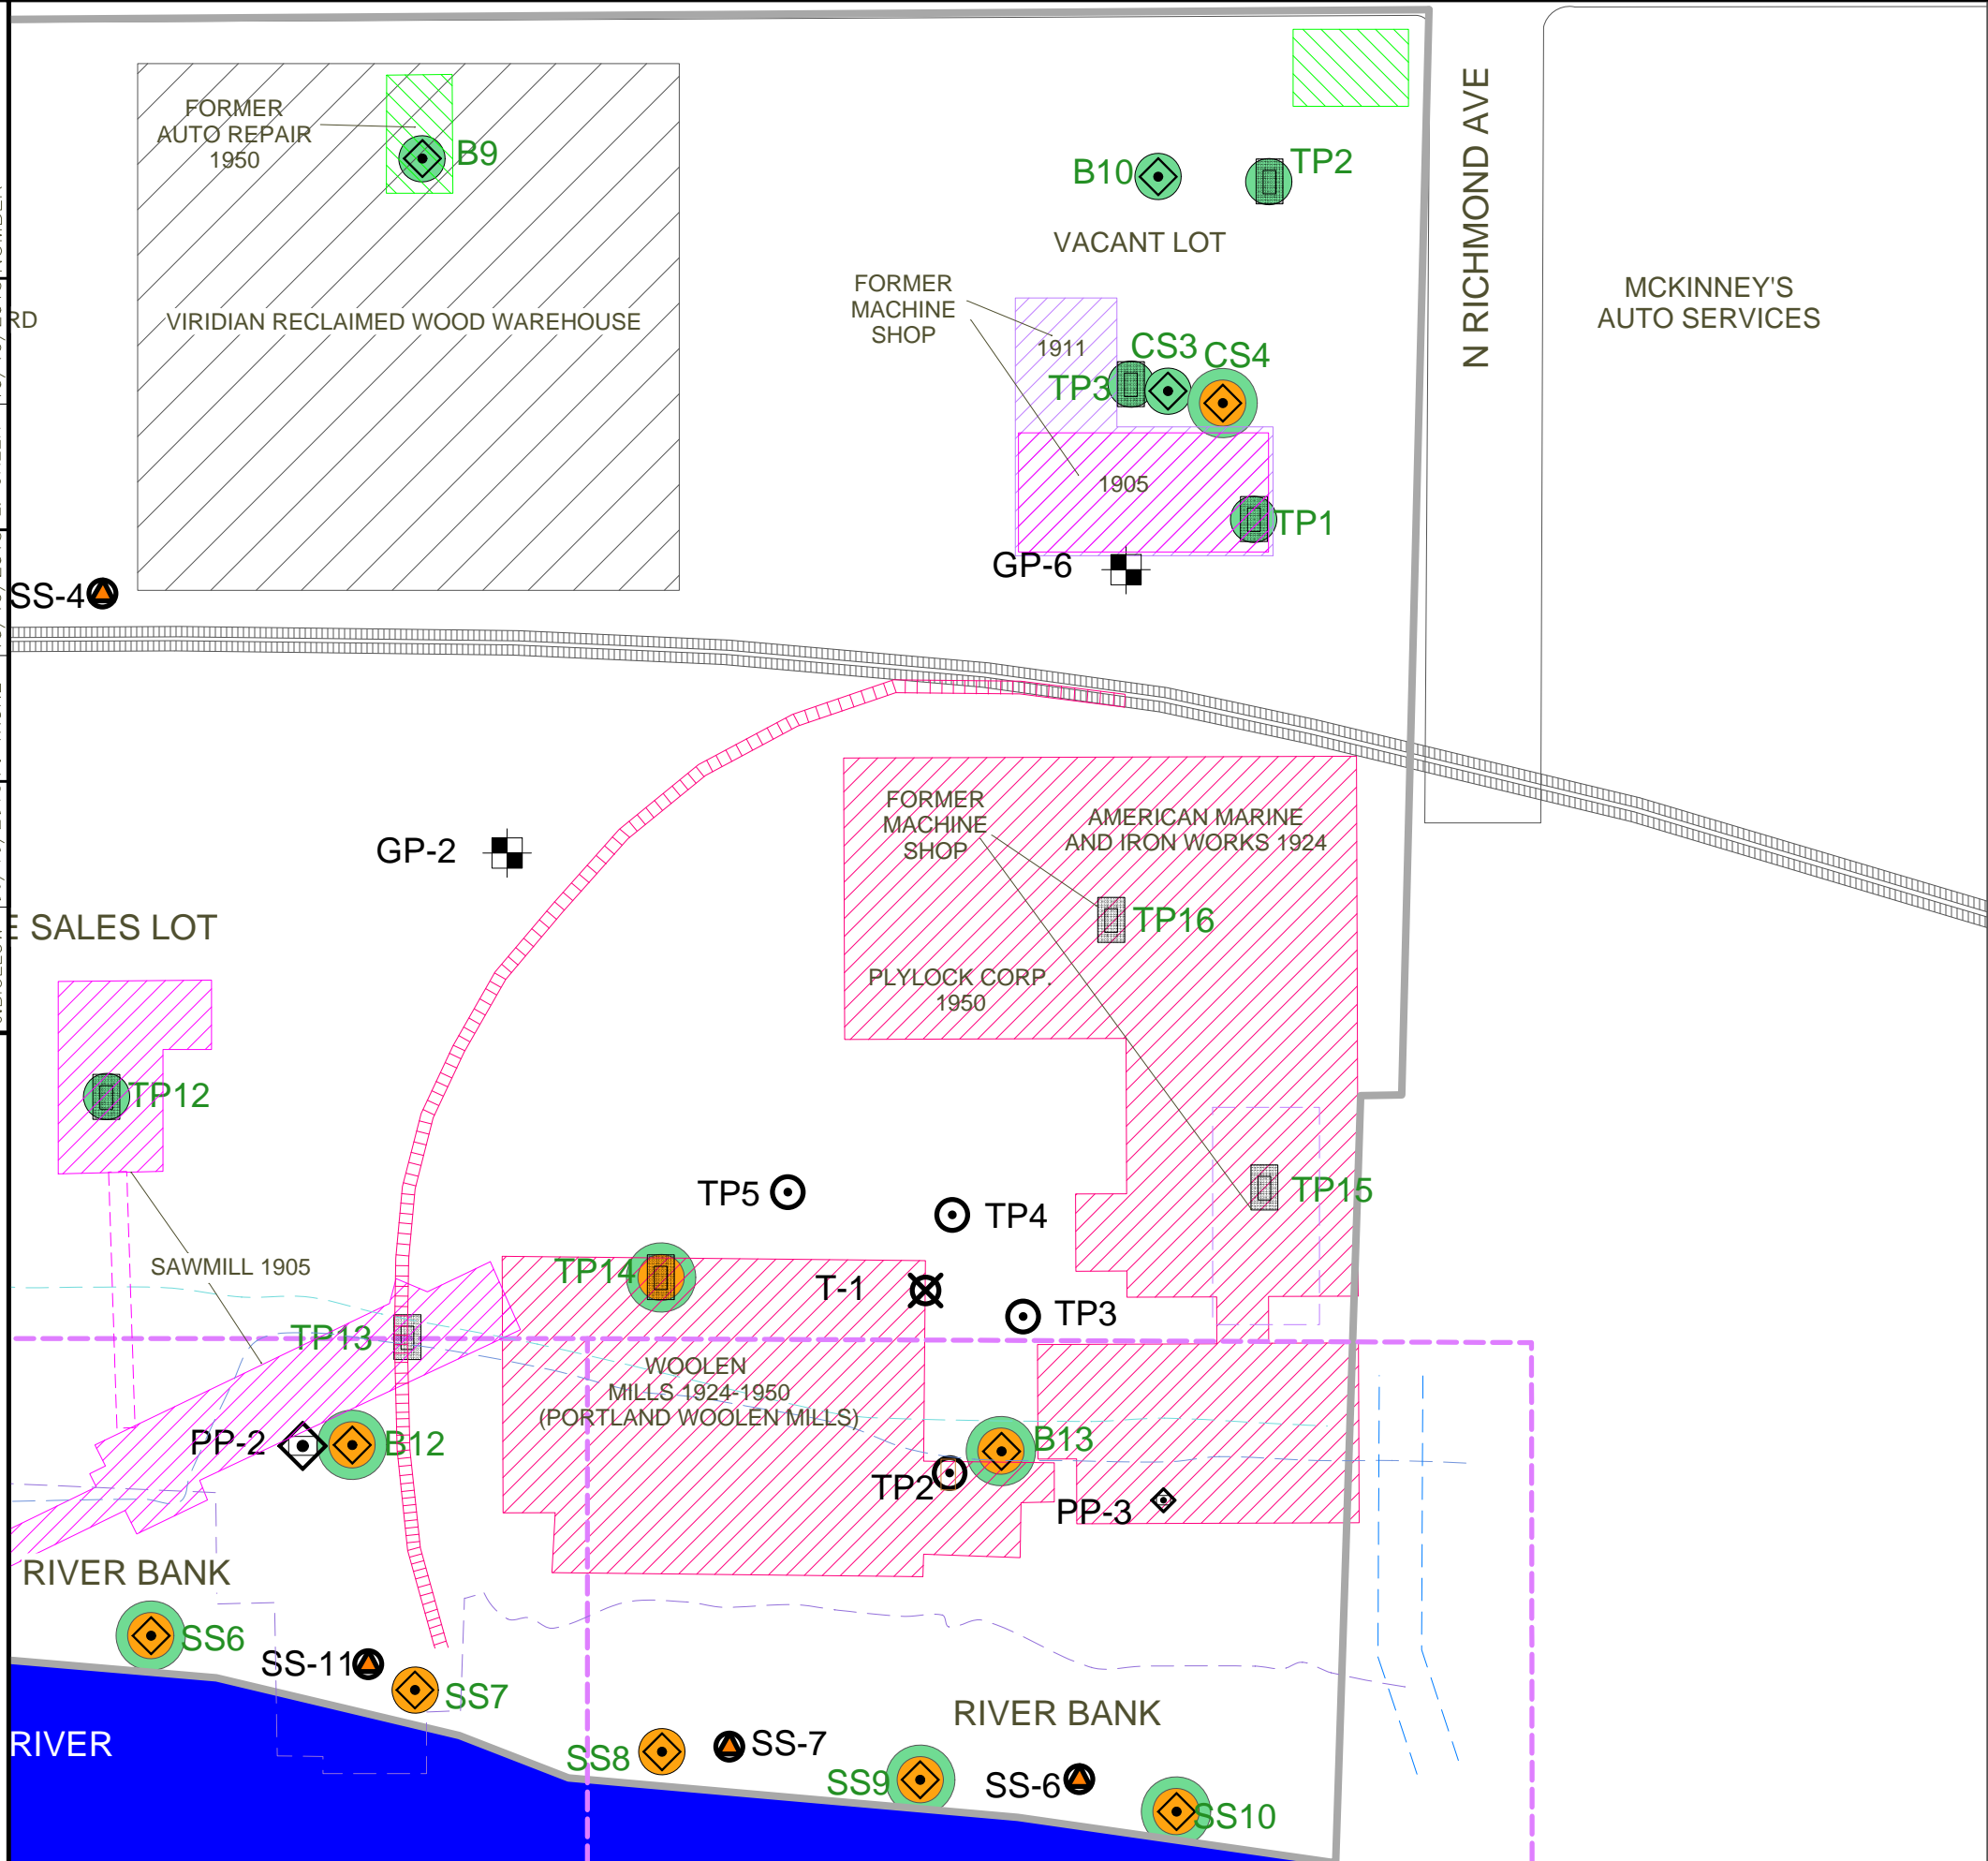 FORMER
AUTO REPAIR
1950
B9
B10
TP2
VACANT LOT
N RICHMOND AVE
MCKINNEY'S
AUTO SERVICES
RD
VIRIDIAN RECLAIMED WOOD WAREHOUSE
FORMER
MACHINE
SHOP
1911
CS3
CS4
TP3
1905
TP1
GP-6
SS-4
FORMER
MACHINE
SHOP
AMERICAN MARINE
AND IRON WORKS 1924
GP-2
TP16
E SALES LOT
PLYLOCK CORP.
1950
TP12
TP5
TP4
TP15
SAWMILL 1905
TP14
T-1
TP3
TP13
WOOLEN
MILLS 1924-1950
(PORTLAND WOOLEN MILLS)
PP-2
B12
B13
TP2
PP-3
RIVER BANK
SS6
SS-11
SS7
RIVER BANK
RIVER
SS8
SS-7
SS9
SS-6
SS10